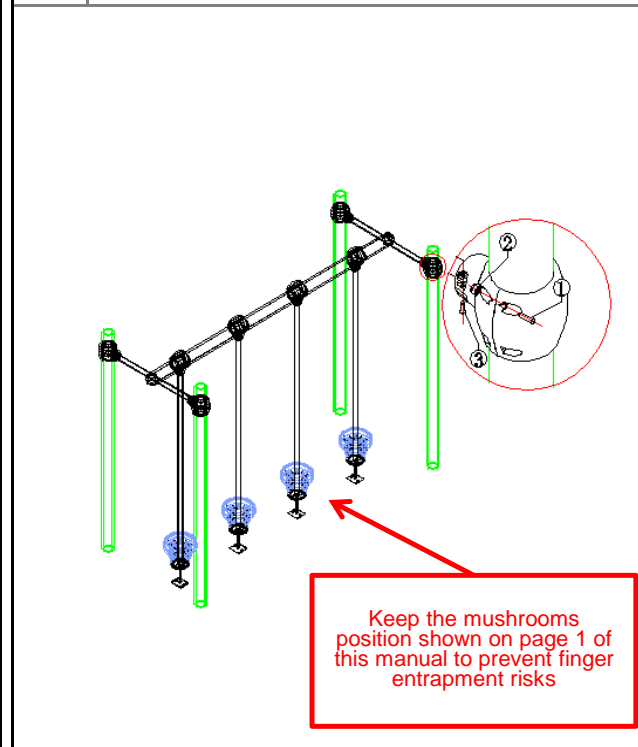 ②
①
③
Keep the mushrooms
position shown on page 1 of
this manual to prevent finger
entrapment risks